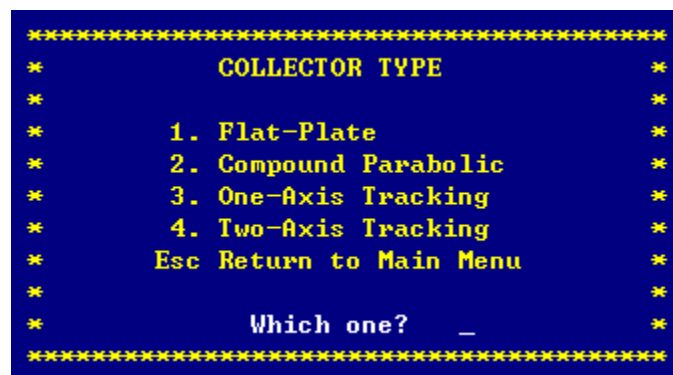 ****************************************
* COLLECTOR TYPE *
* *
* 1. Flat-Plate *
* 2. Compound Parabolic *
* 3. One-Axis Tracking *
* 4. Two-Axis Tracking *
* Esc Return to Main Menu *
* *
* Which one? _ *
****************************************